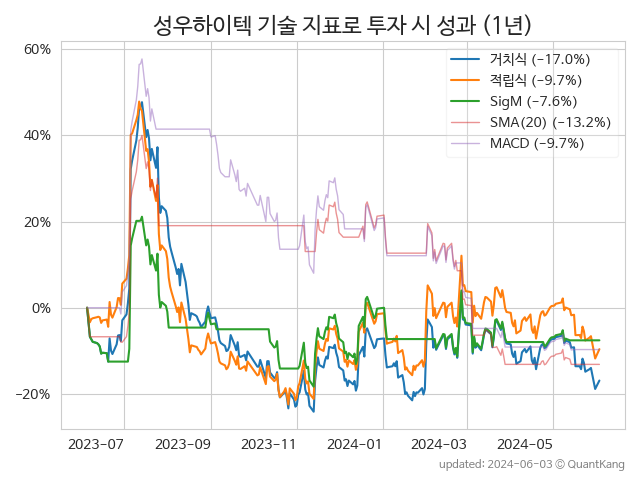 성우하이텍 기술 지표로 투자 시 성과 (1년)
60%
40%
20%
0%
−20%
거치식 (−17.0%)
적립식 (−9.7%)
SigM (−7.6%)
SMA(20) (−13.2%)
MACD (−9.7%)
2023-07 2023-09 2023-11 2024-01 2024-03 2024-05
updated: 2024-06-03 © QuantKang